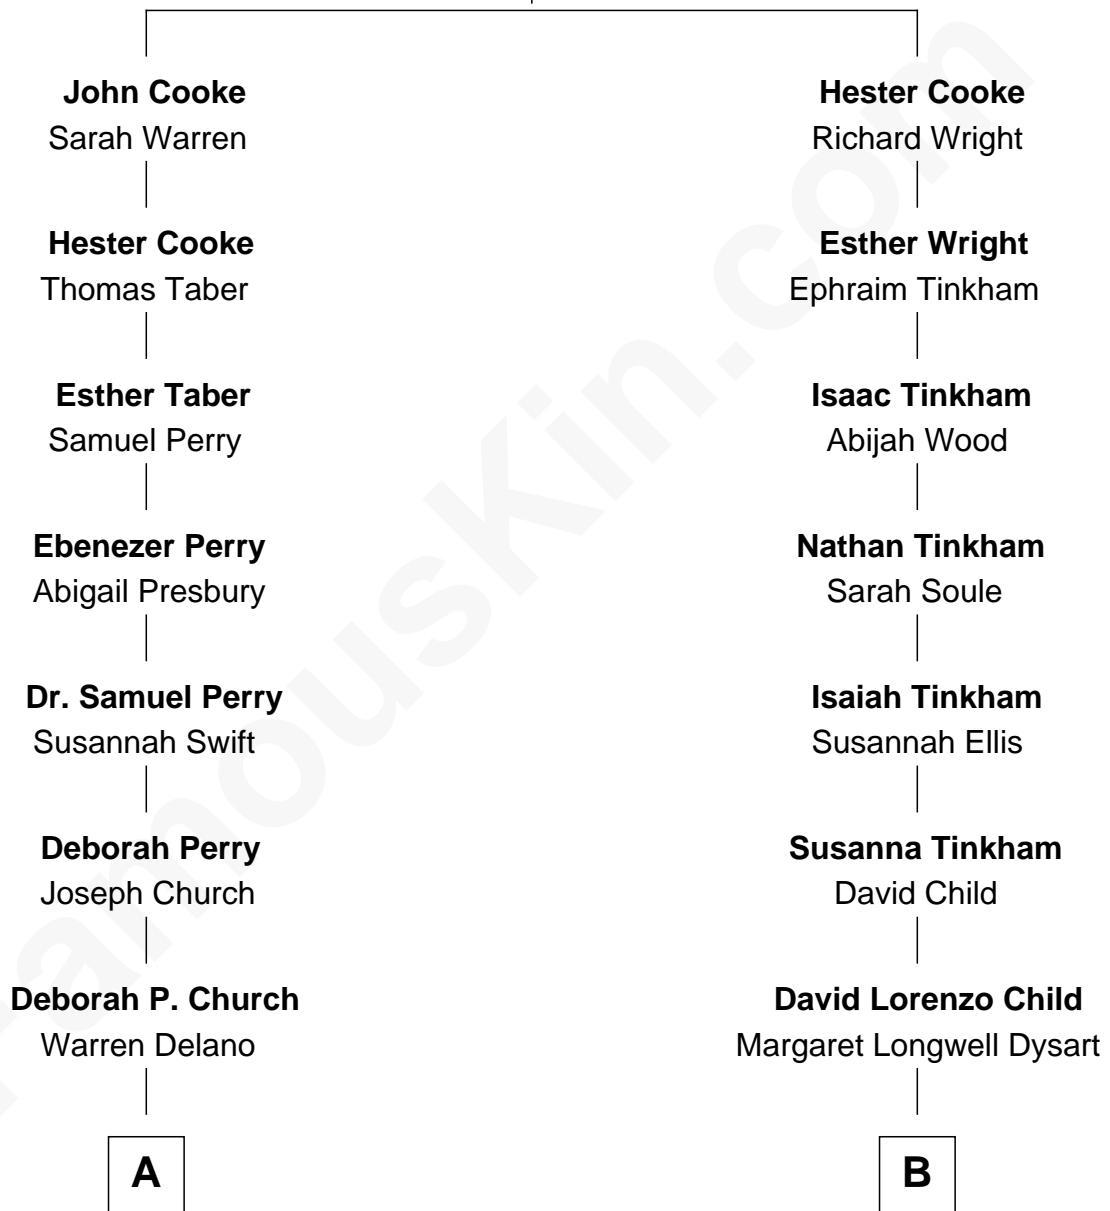 John Cooke
Sarah Warren
Hester Cooke
Thomas Taber
Esther Taber
Samuel Perry
Ebenezer Perry
Abigail Presbury
Dr. Samuel Perry
Susannah Swift
Deborah Perry
Joseph Church
Deborah P. Church
Warren Delano
A
Hester Cooke
Richard Wright
Esther Wright
Ephraim Tinkham
Isaac Tinkham
Abijah Wood
Nathan Tinkham
Sarah Soule
Isaiah Tinkham
Susannah Ellis
Susanna Tinkham
David Child
David Lorenzo Child
Margaret Longwell Dysart
B
FamousKin.com